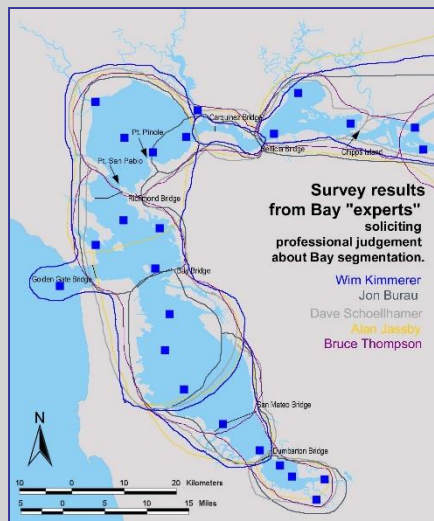 Carquinez Bridge
Pt. Pinole
Benicia Bridge
Chipps Island
Pt. San Pablo
Richmond Bridge
Survey results
from Bay "experts"
soliciting
professional judgement
about Bay segmentation.
Golden Gate Bridge
Bay Bridge
Wim Kimmerer
Jon Burau
Dave Schoellhamer
Alan Jassby
Bruce Thompson
San Mateo Bridge
N
Dumbarton Bridge
10 0 10 20 Kilometers
5 0 5 10 15 Miles